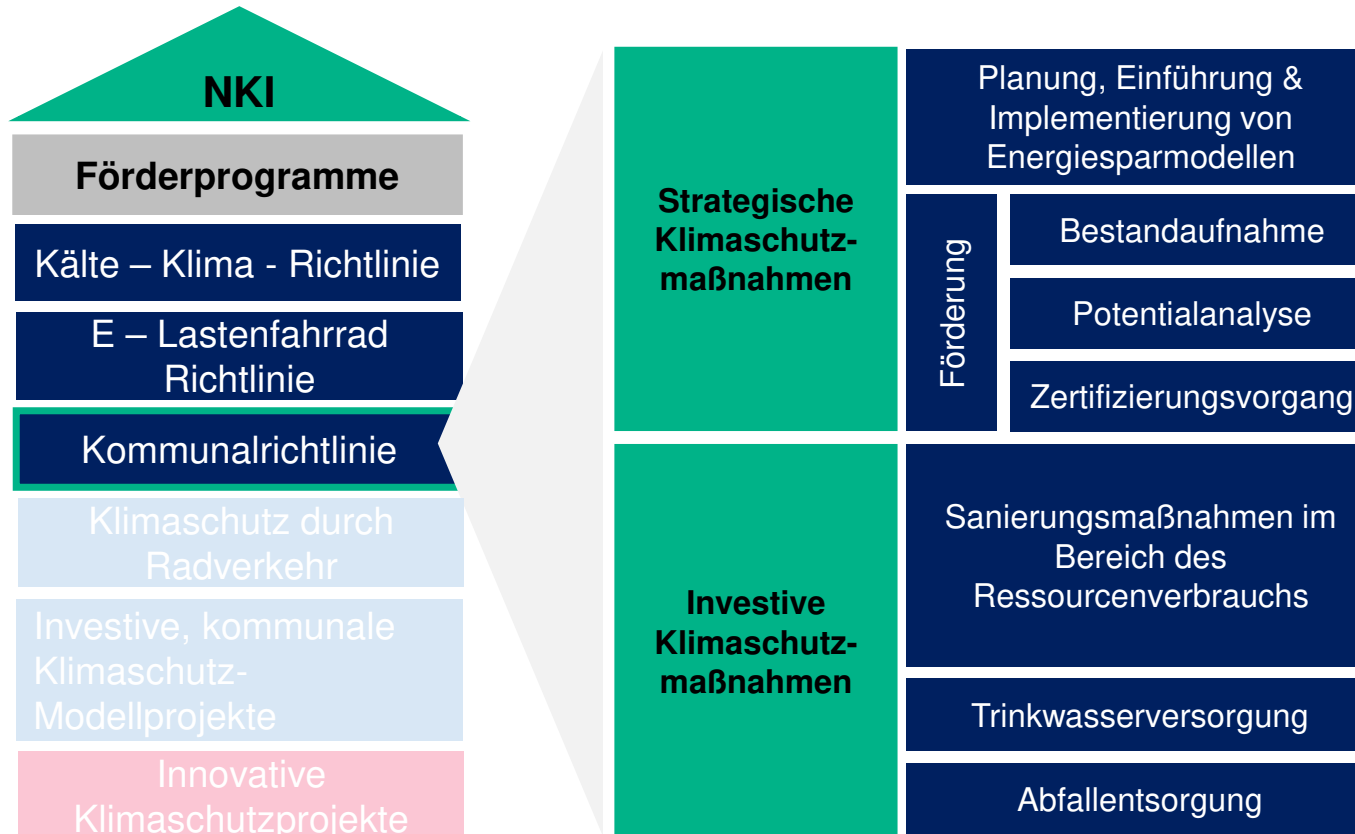 NKI
Förderprogramme
Kälte – Klima - Richtlinie
E – Lastenfahrrad
Richtlinie
Kommunalrichtlinie
Klimaschutz durch
Radverkehr
Investive, kommunale
Klimaschutz-
Modellprojekte
Innovative
Klimaschutzprojekte
Strategische
Klimaschutz-
maßnahmen
Planung, Einführung &
Implementierung von
Energiesparmodellen
Förderung
Bestandaufnahme
Potentialanalyse
Zertifizierungsvorgang
Investive
Klimaschutz-
maßnahmen
Sanierungsmaßnahmen im
Bereich des
Ressourcenverbrauchs
Trinkwasserversorgung
Abfallentsorgung